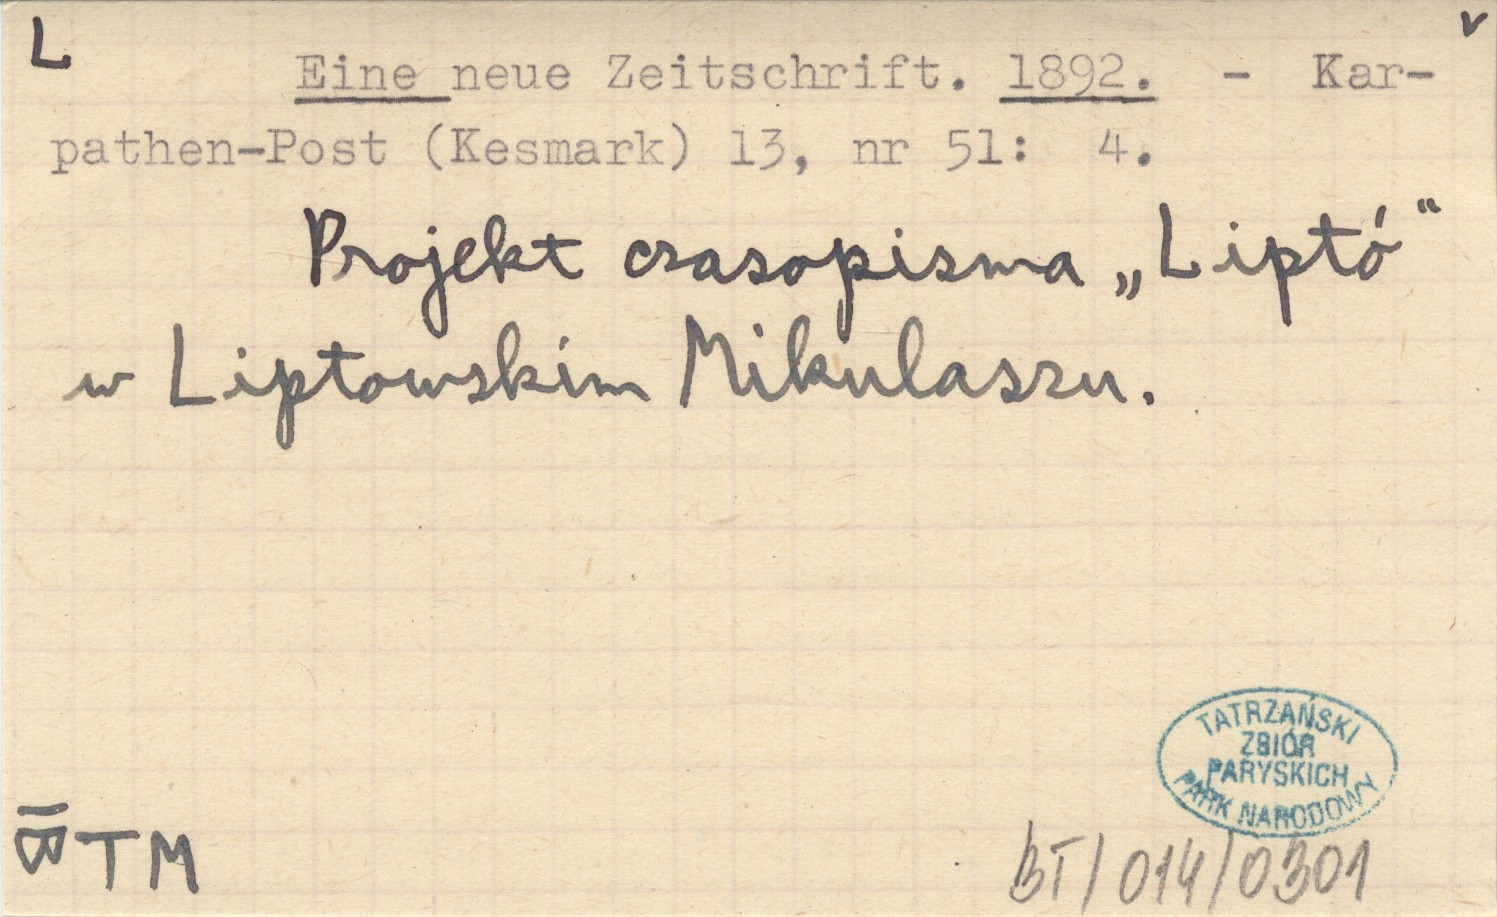 L
v
Eine neue Zeitschrift. 1892. - Kar-
pathen-Post (Kesmark) 13, nr 51: 4.
Projekt czasopisma „Liptó“
w Liptowskim Mikulaszu.
TATRZAŃSKI
ZBIÓR
PARYSKICH
PARK NARODOWY
B T M
BT/014/0301